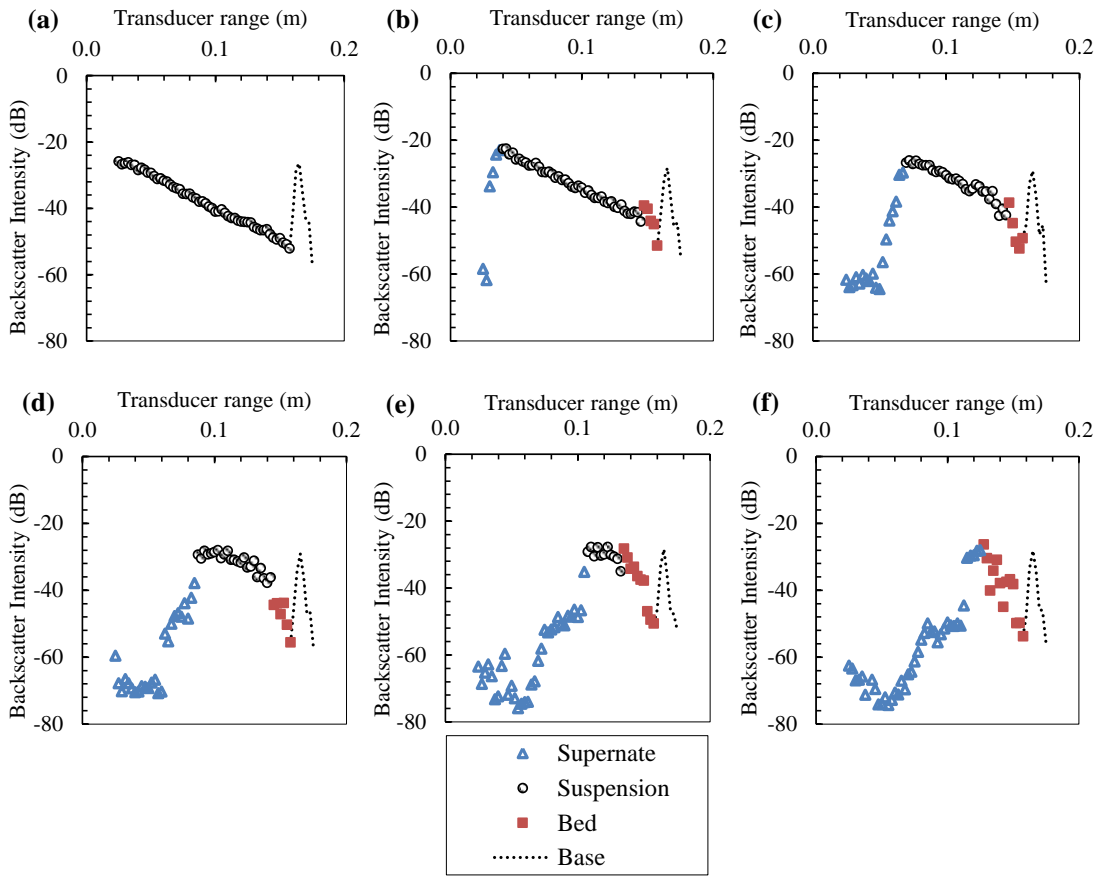 Transducer range (m)
(a)
0.0 0.1 0.2
0
-20
-40
-60
-80
Backscatter Intensity (dB)
Transducer range (m)
(b)
0.0 0.1 0.2
0
-20
-40
-60
-80
Backscatter Intensity (dB)
Transducer range (m)
(c)
0.0 0.1 0.2
0
-20
-40
-60
-80
Backscatter Intensity (dB)
(d)
Transducer range (m)
0.0 0.1 0.2
0
-20
-40
-60
-80
Backscatter Intensity (dB)
(e)
Transducer range (m)
0.0 0.1 0.2
0
-20
-40
-60
-80
Backscatter Intensity (dB)
(f)
Transducer range (m)
0.0 0.1 0.2
0
-20
-40
-60
-80
Backscatter Intensity (dB)
Supernate
Suspension
Bed
Base